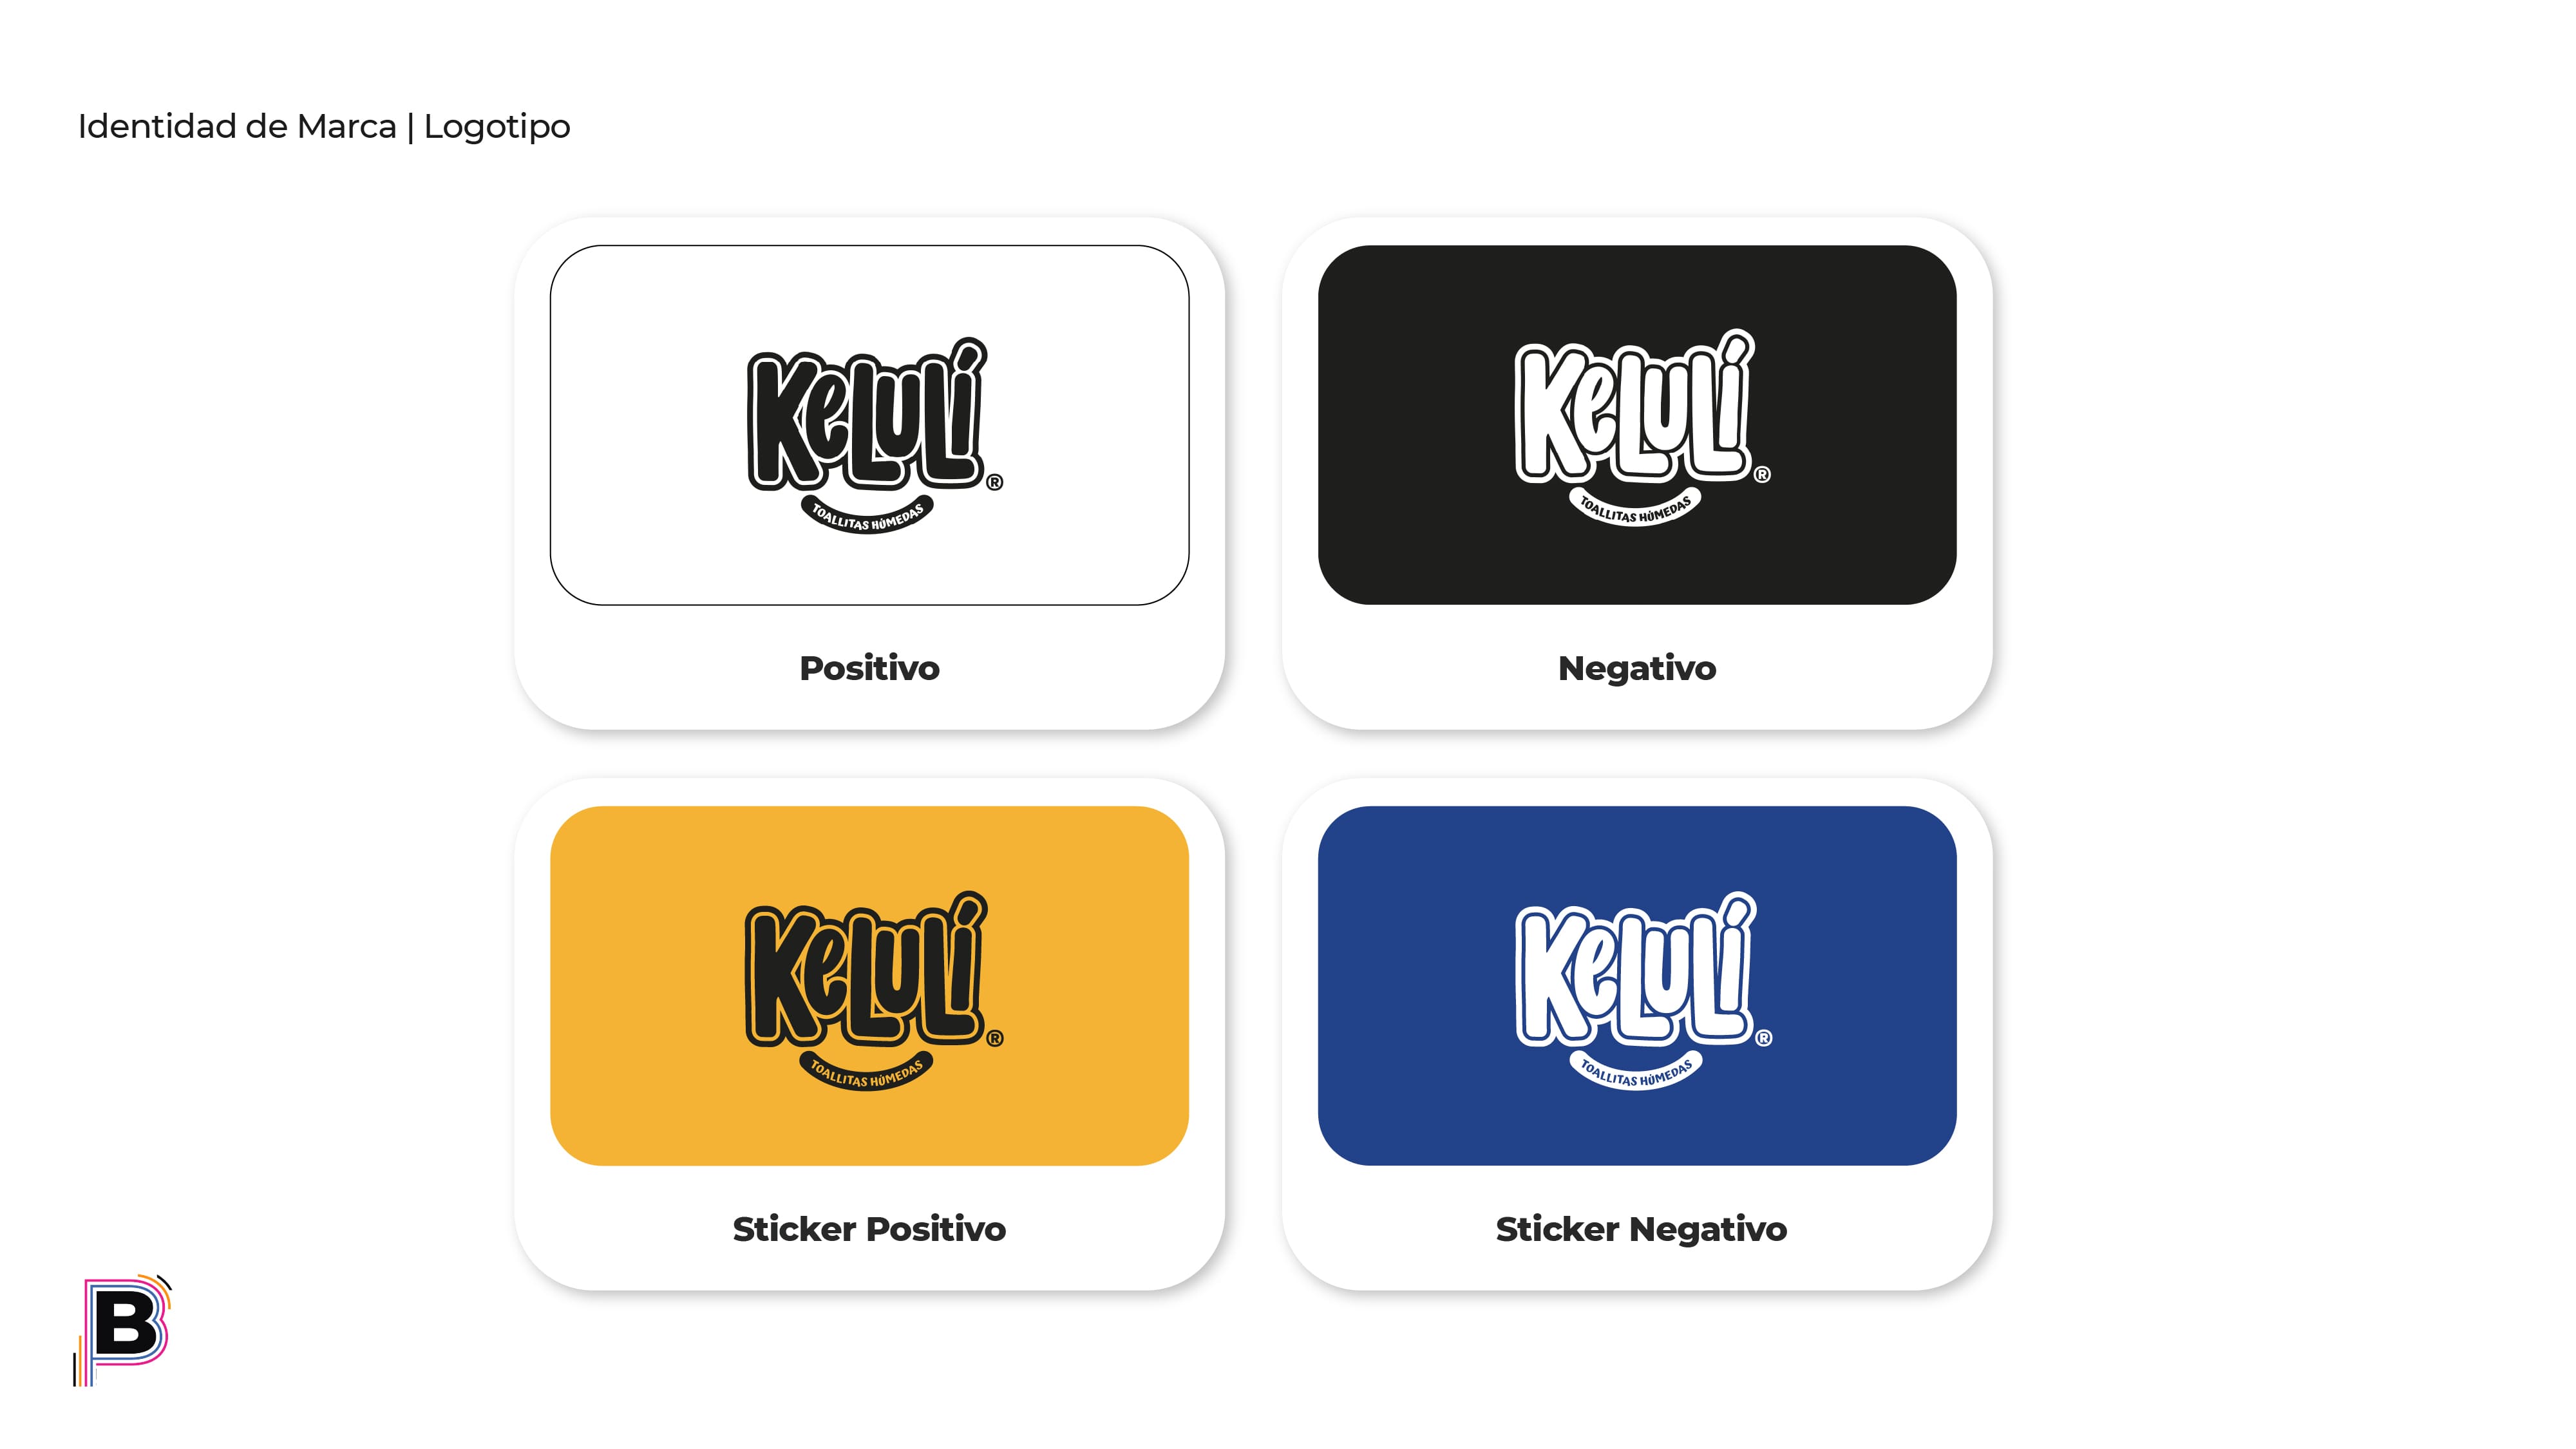 Identidad de Marca | Logotipo
KeLuLí ®
TOALLITAS HÚMEDAS
Positivo
KeLuLí ®
TOALLITAS HÚMEDAS
Negativo
KeLuLí ®
TOALLITAS HÚMEDAS
Sticker Positivo
KeLuLí ®
TOALLITAS HÚMEDAS
Sticker Negativo
B